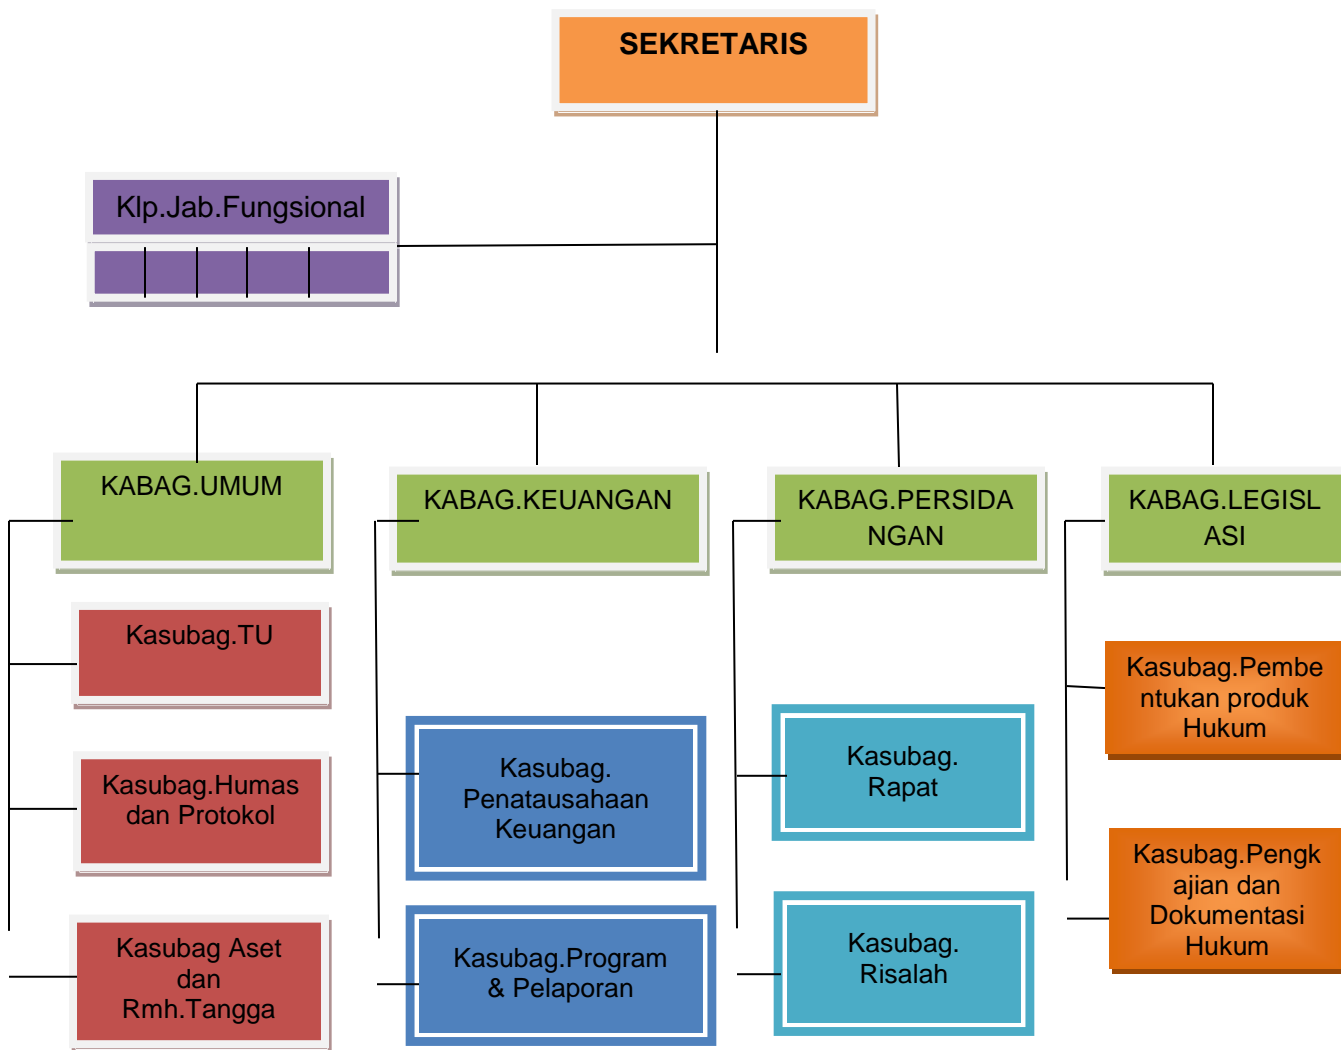 SEKRETARIS
Klp.Jab.Fungsional
KABAG.UMUM
KABAG.KEUANGAN
KABAG.PERSIDA
NGAN
KABAG.LEGISL
ASI
Kasubag.TU
Kasubag.Humas
dan Protokol
Kasubag Aset
dan
Rmh.Tangga
Kasubag.
Penatausahaan
Keuangan
Kasubag.Program
& Pelaporan
Kasubag.
Rapat
Kasubag.
Risalah
Kasubag.Pembe
ntukan produk
Hukum
Kasubag.Pengk
ajian dan
Dokumentasi
Hukum